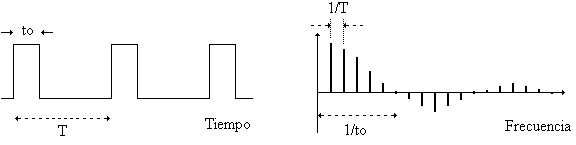 to
T
Tiempo
1/T
1/to
Frecuencia